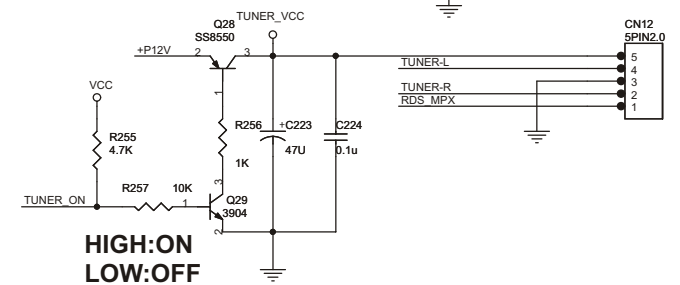 TUNER_VCC
Q28
SS8550
CN12
5PIN2.0
+P12V
2
3
1
TUNER-L
5
4
3
TUNER-R
2
RDS_MPX
1
VCC
R255
4.7K
R256
1K
+C223
47U
C224
0.1u
TUNER_ON
R257
10K
1
3
Q29
3904
2
HIGH:ON
LOW:OFF